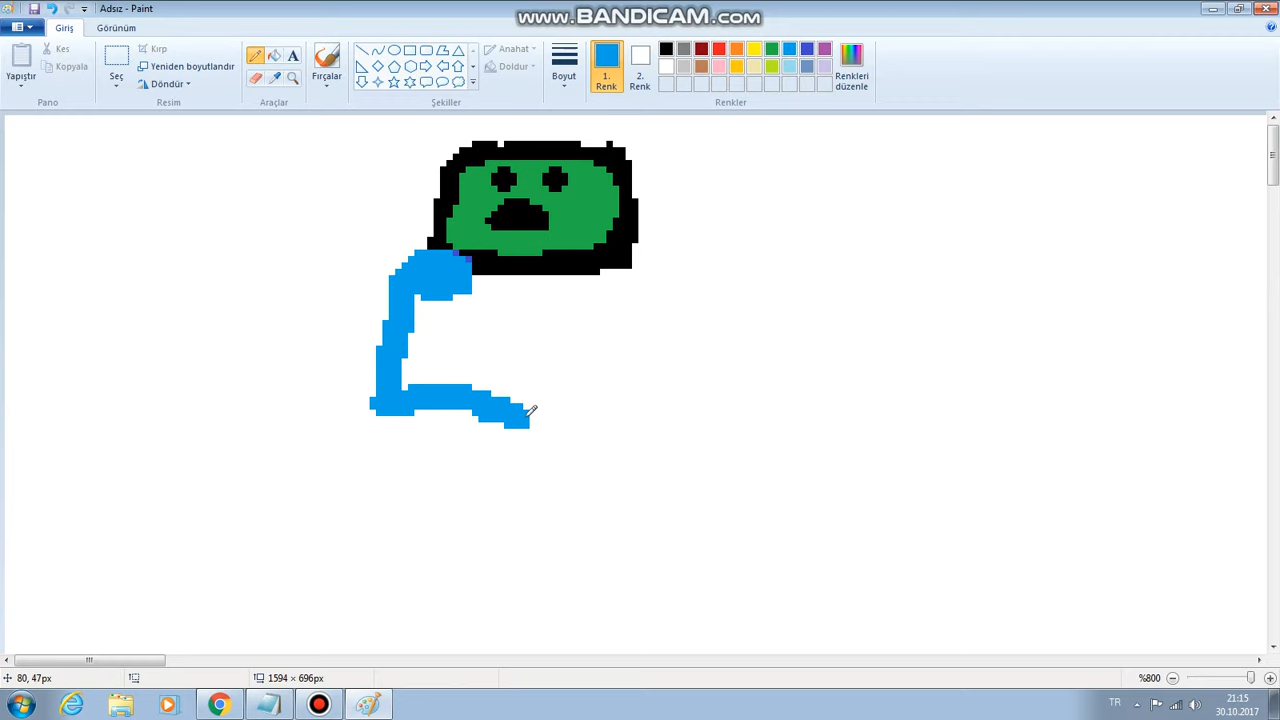 Adsız - Paint
www.BANDICAM.com
Giriş
Görünüm
Yapıştır
Kes
Kopyala
Pano
Seç
Kırp
Yeniden boyutlandır
Döndür
Resim
A
Araçlar
Fırçalar
Anahat
Doldur
Şekiller
Boyut
1.
Renk
2.
Renk
Renkleri
düzenle
Renkler
80, 47px
1594 × 696px
%800
TR
21:15
30.10.2017